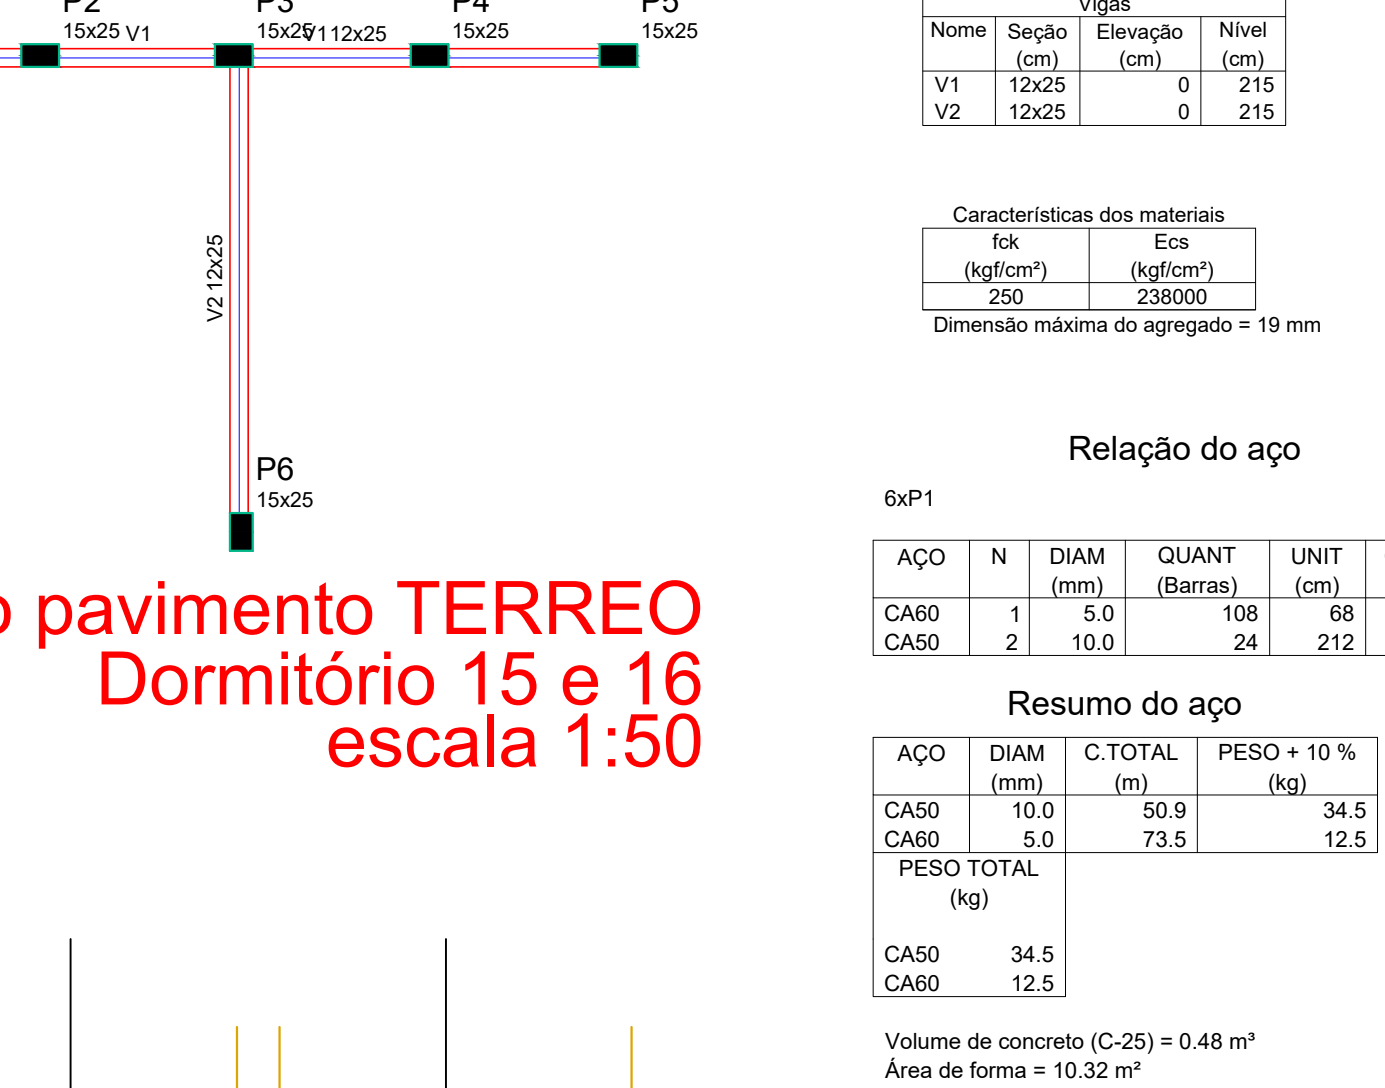 P2
15x25
V1
P3
15x25
V1 12x25
P4
15x25
P5
15x25
V2 12x25
P6
15x25
o pavimento TERREO
Dormitório 15 e 16
escala 1:50
Vigas
Nome Seção Elevação Nível
(cm) (cm) (cm)
V1 12x25 0 215
V2 12x25 0 215
Características dos materiais
fck Ecs
(kgf/cm²) (kgf/cm²)
250 238000
Dimensão máxima do agregado = 19 mm
Relação do aço
6xP1
AÇO N DIAM QUANT UNIT
(mm) (Barras) (cm)
CA60 1 5.0 108 68
CA50 2 10.0 24 212
Resumo do aço
AÇO DIAM C.TOTAL PESO + 10 %
(mm) (m) (kg)
CA50 10.0 50.9 34.5
CA60 5.0 73.5 12.5
PESO TOTAL
(kg)
CA50 34.5
CA60 12.5
Volume de concreto (C-25) = 0.48 m³
Área de forma = 10.32 m²